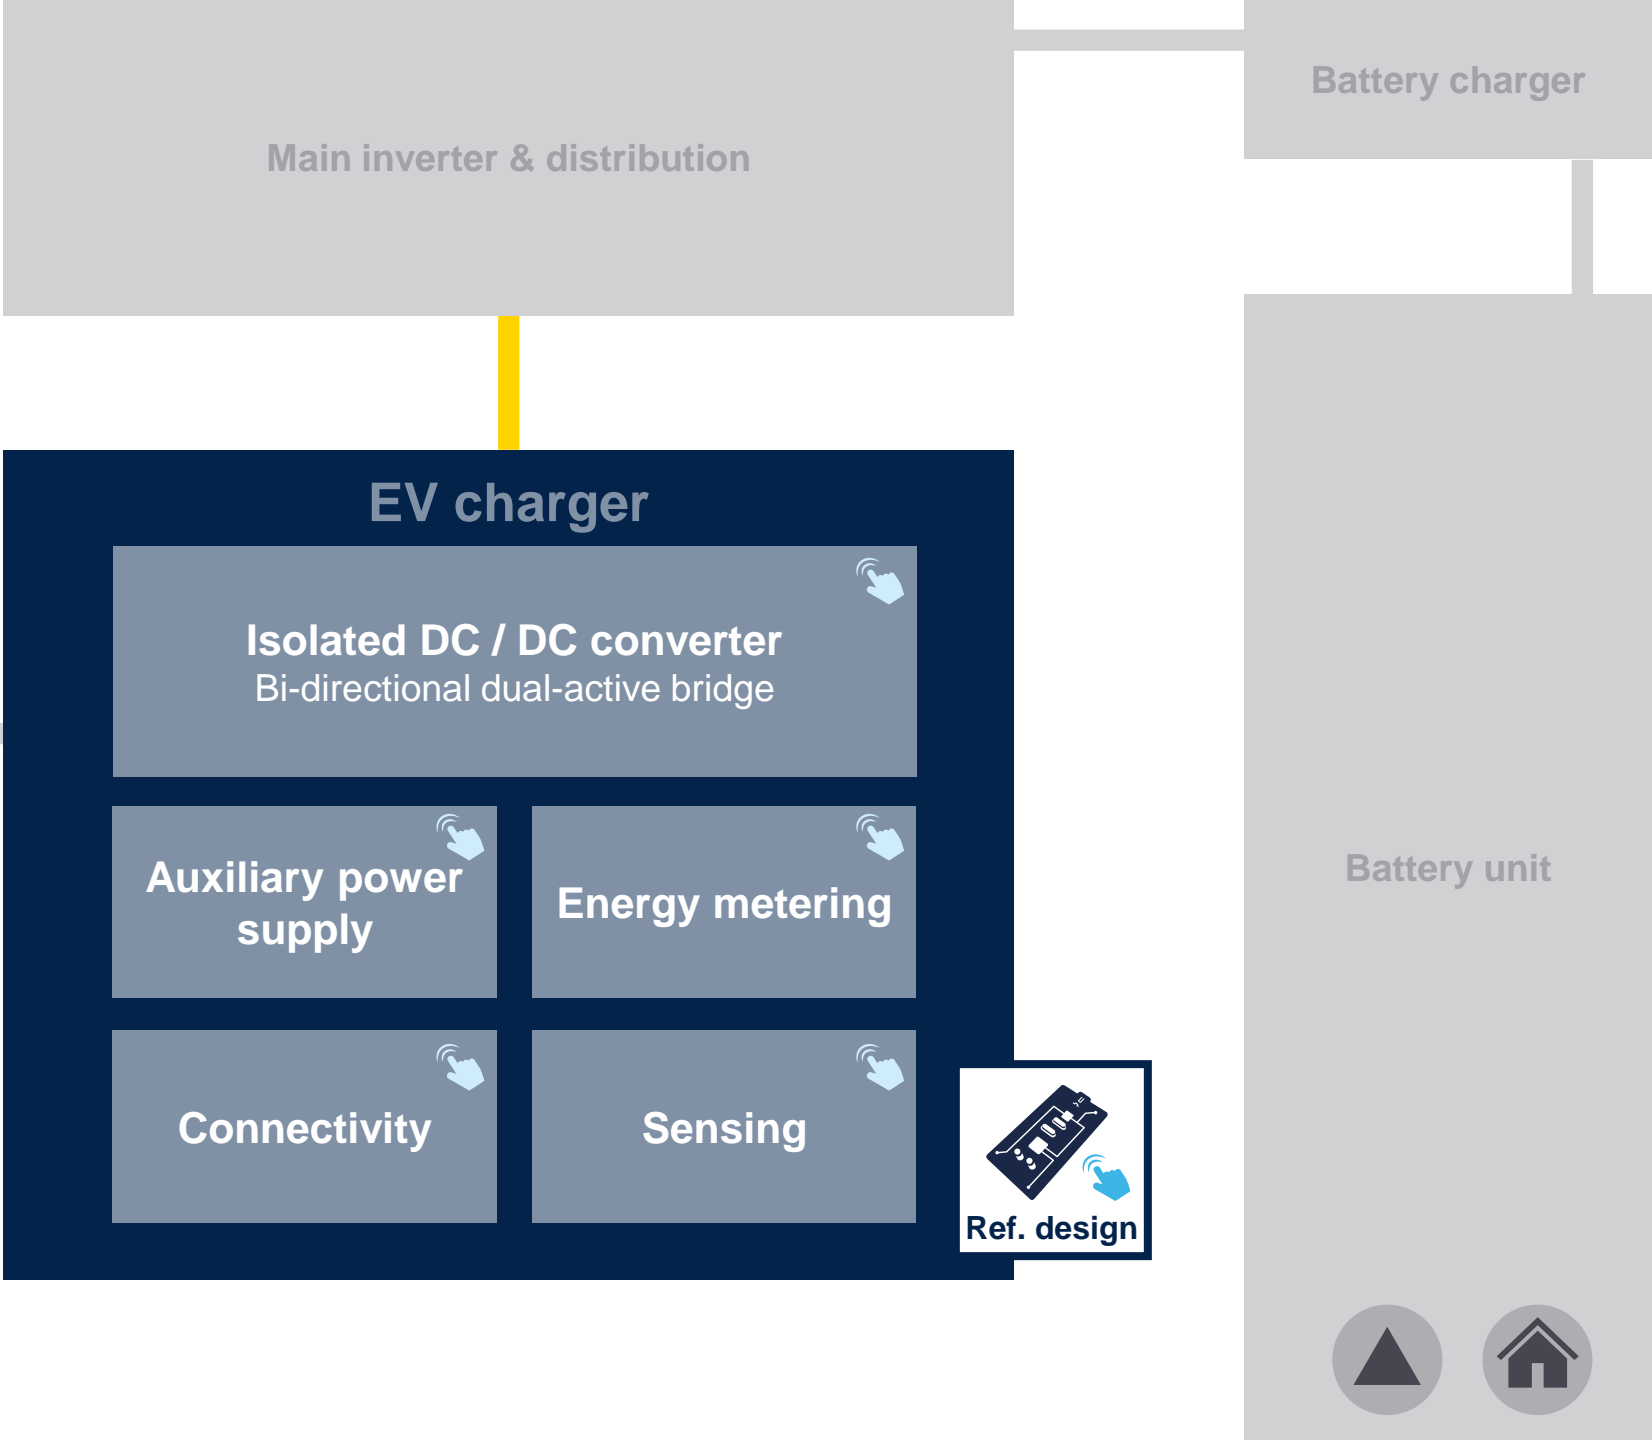 Battery charger
Main inverter & distribution
EV charger
Isolated DC / DC converter
Bi-directional dual-active bridge
Auxiliary power
supply
Energy metering
Battery unit
Connectivity
Sensing
Ref. design